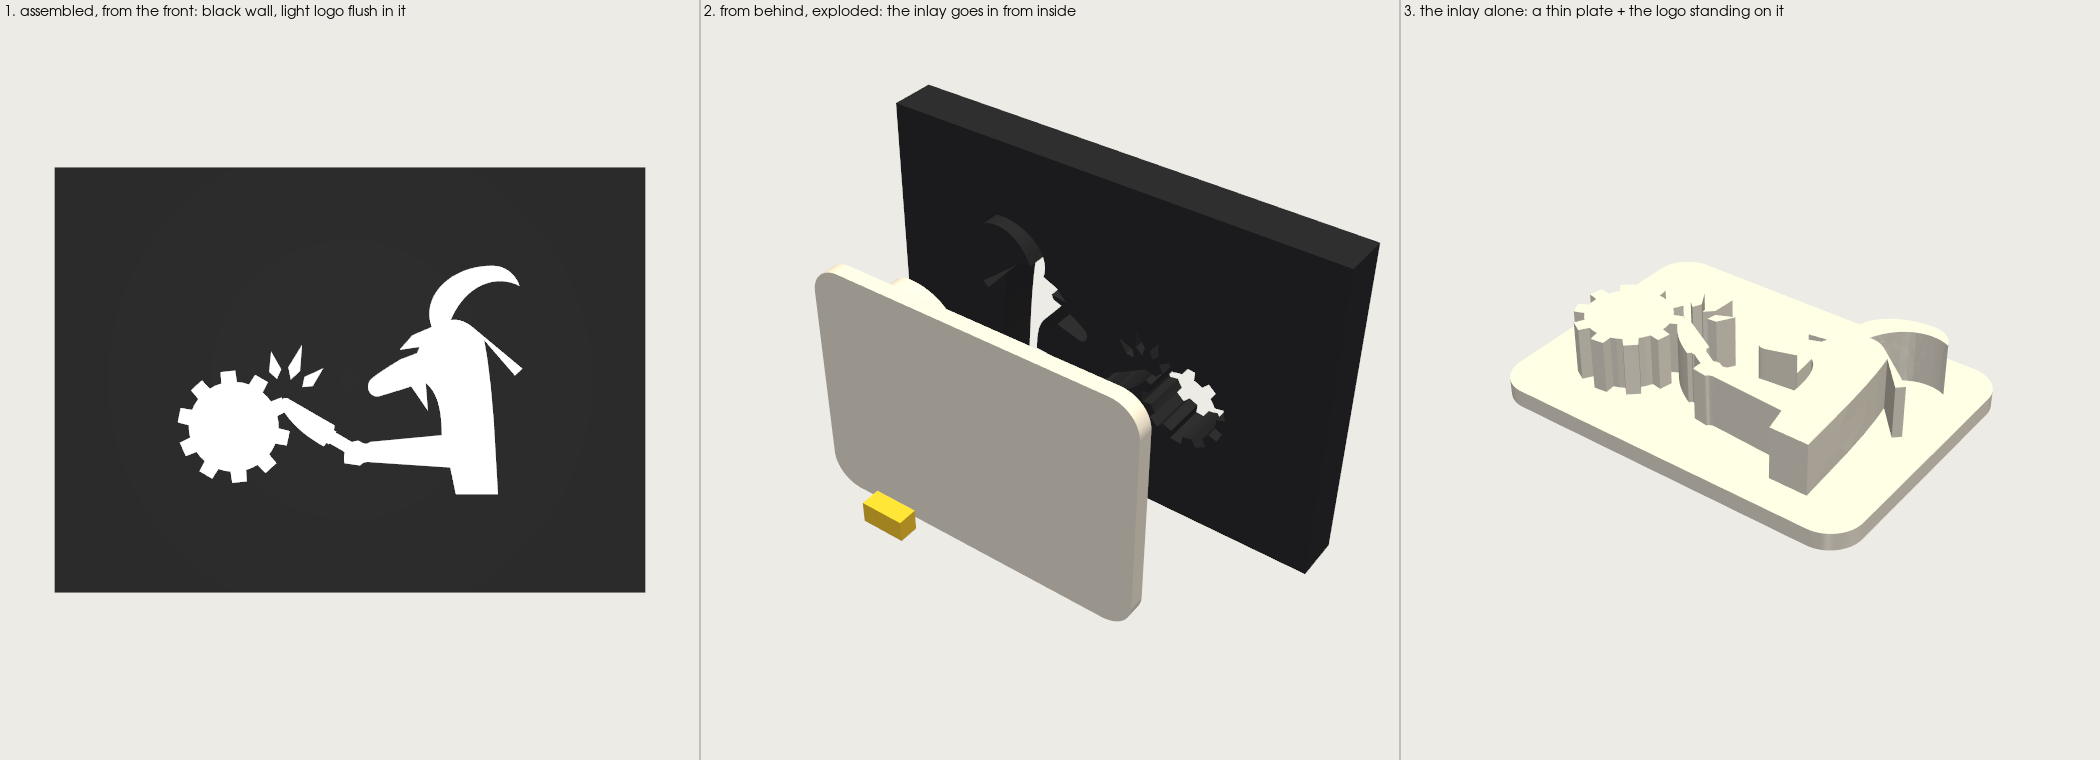 1. assembled, from the front: black wall, light logo flush in it
2. from behind, exploded: the inlay goes in from inside
3. the inlay alone: a thin plate + the logo standing on it